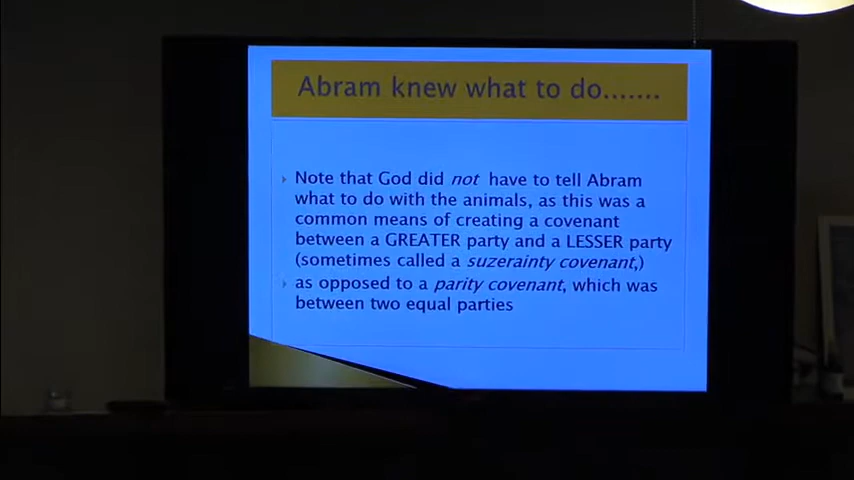 Abram knew what to do.......
Note that God did not have to tell Abram
what to do with the animals, as this was a
common means of creating a covenant
between a GREATER party and a LESSER party
(sometimes called a suzerainty covenant,)
as opposed to a parity covenant, which was
between two equal parties